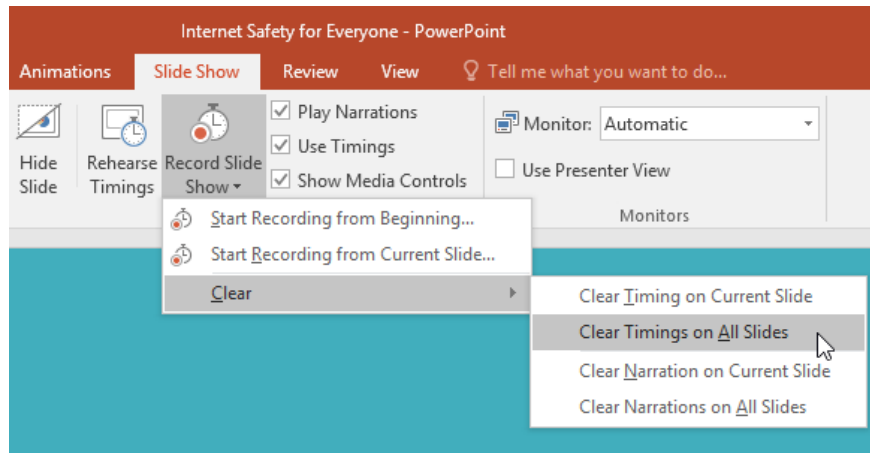 Internet Safety for Everyone - PowerPoint
Animations Slide Show Review View Tell me what you want to do...
Hide Slide
Rehearse Timings
Record Slide Show
Play Narrations
Use Timings
Show Media Controls
Monitor: Automatic
Use Presenter View
Monitors
Start Recording from Beginning...
Start Recording from Current Slide...
Clear
Clear Timing on Current Slide
Clear Timings on All Slides
Clear Narration on Current Slide
Clear Narrations on All Slides